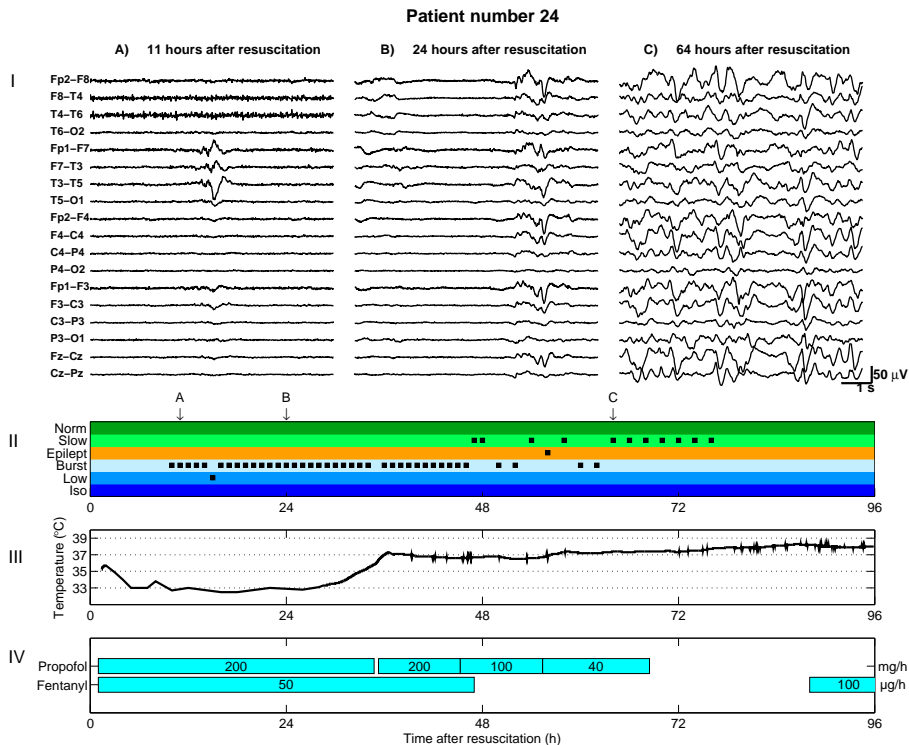 Patient number 24
A) 11 hours after resuscitation
B) 24 hours after resuscitation
C) 64 hours after resuscitation
I
Fp2–F8
F8–T4
T4–T6
T6–O2
Fp1–F7
F7–T3
T3–T5
T5–O1
Fp2–F4
F4–C4
C4–P4
P4–O2
Fp1–F3
F3–C3
C3–P3
P3–O1
Fz–Cz
Cz–Pz
50 μV
1 s
A B C
II
Norm
Slow
Epilept
Burst
Low
Iso
0 24 48 72 96
III
Temperature (°C)
39
37
35
33
0 24 48 72 96
IV
Propofol 200 200 100 40 mg/h
Fentanyl 50 100 μg/h
0 24 48 72 96
Time after resuscitation (h)